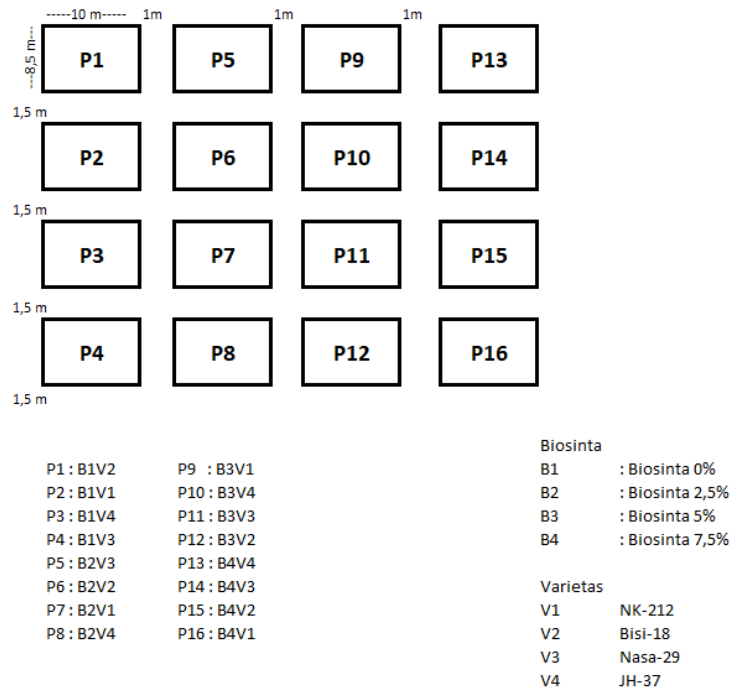 -----10 m----- 1m 1m 1m
---8,5 m---
P1 P5 P9 P13
1,5 m
P2 P6 P10 P14
1,5 m
P3 P7 P11 P15
1,5 m
P4 P8 P12 P16
1,5 m
P1 : B1V2 P9 : B3V1
P2 : B1V1 P10 : B3V4
P3 : B1V4 P11 : B3V3
P4 : B1V3 P12 : B3V2
P5 : B2V3 P13 : B4V4
P6 : B2V2 P14 : B4V3
P7 : B2V1 P15 : B4V2
P8 : B2V4 P16 : B4V1
Biosinta
B1 : Biosinta 0%
B2 : Biosinta 2,5%
B3 : Biosinta 5%
B4 : Biosinta 7,5%
Varietas
V1 NK-212
V2 Bisi-18
V3 Nasa-29
V4 JH-37